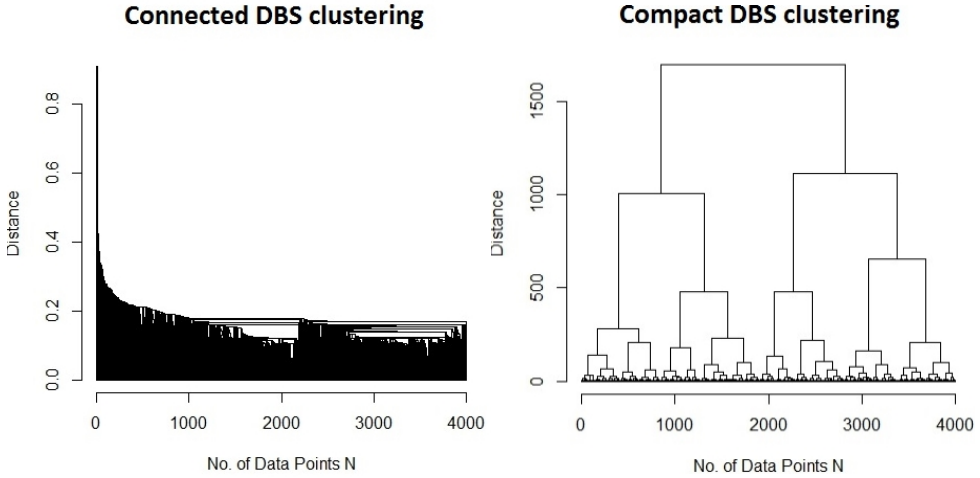 Connected DBS clustering
Distance
0.8
0.6
0.4
0.2
0.0
0 1000 2000 3000 4000
No. of Data Points N
Compact DBS clustering
Distance
1500
1000
500
0
0 1000 2000 3000 4000
No. of Data Points N